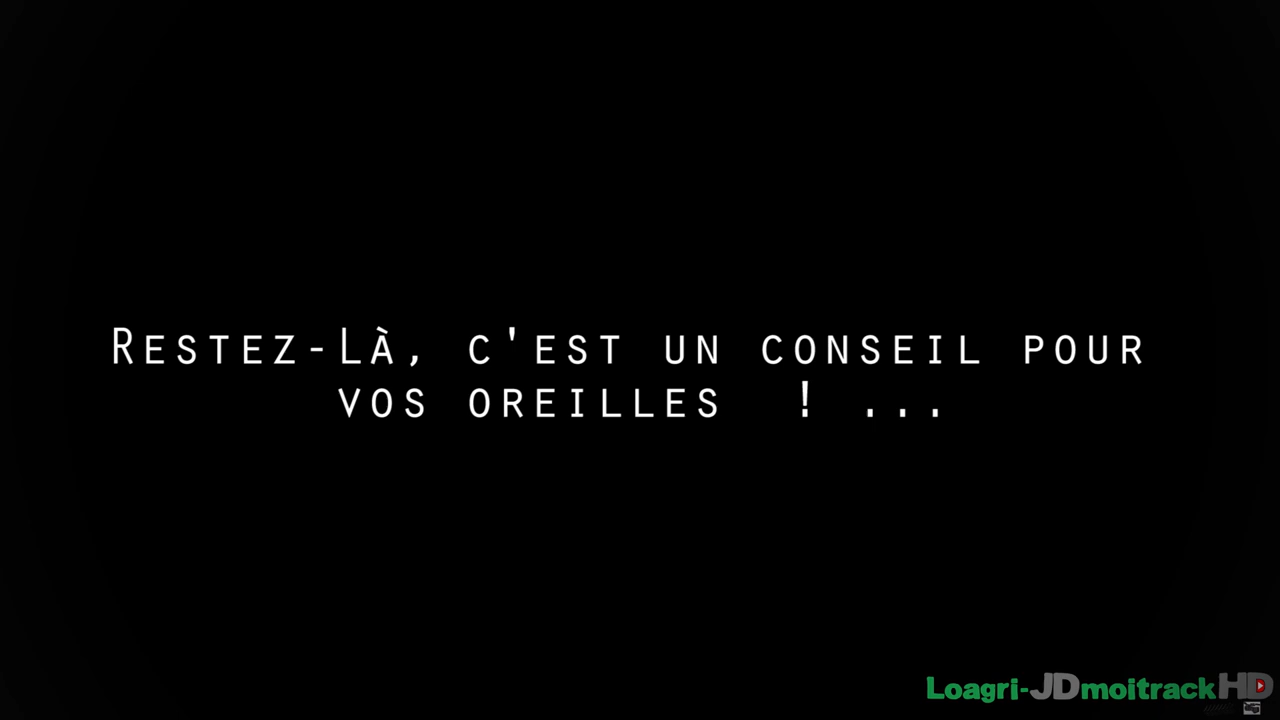 Restez-Là, c'est un conseil pour
vos oreilles  ! ...
Loagri-JDmoitrackHD